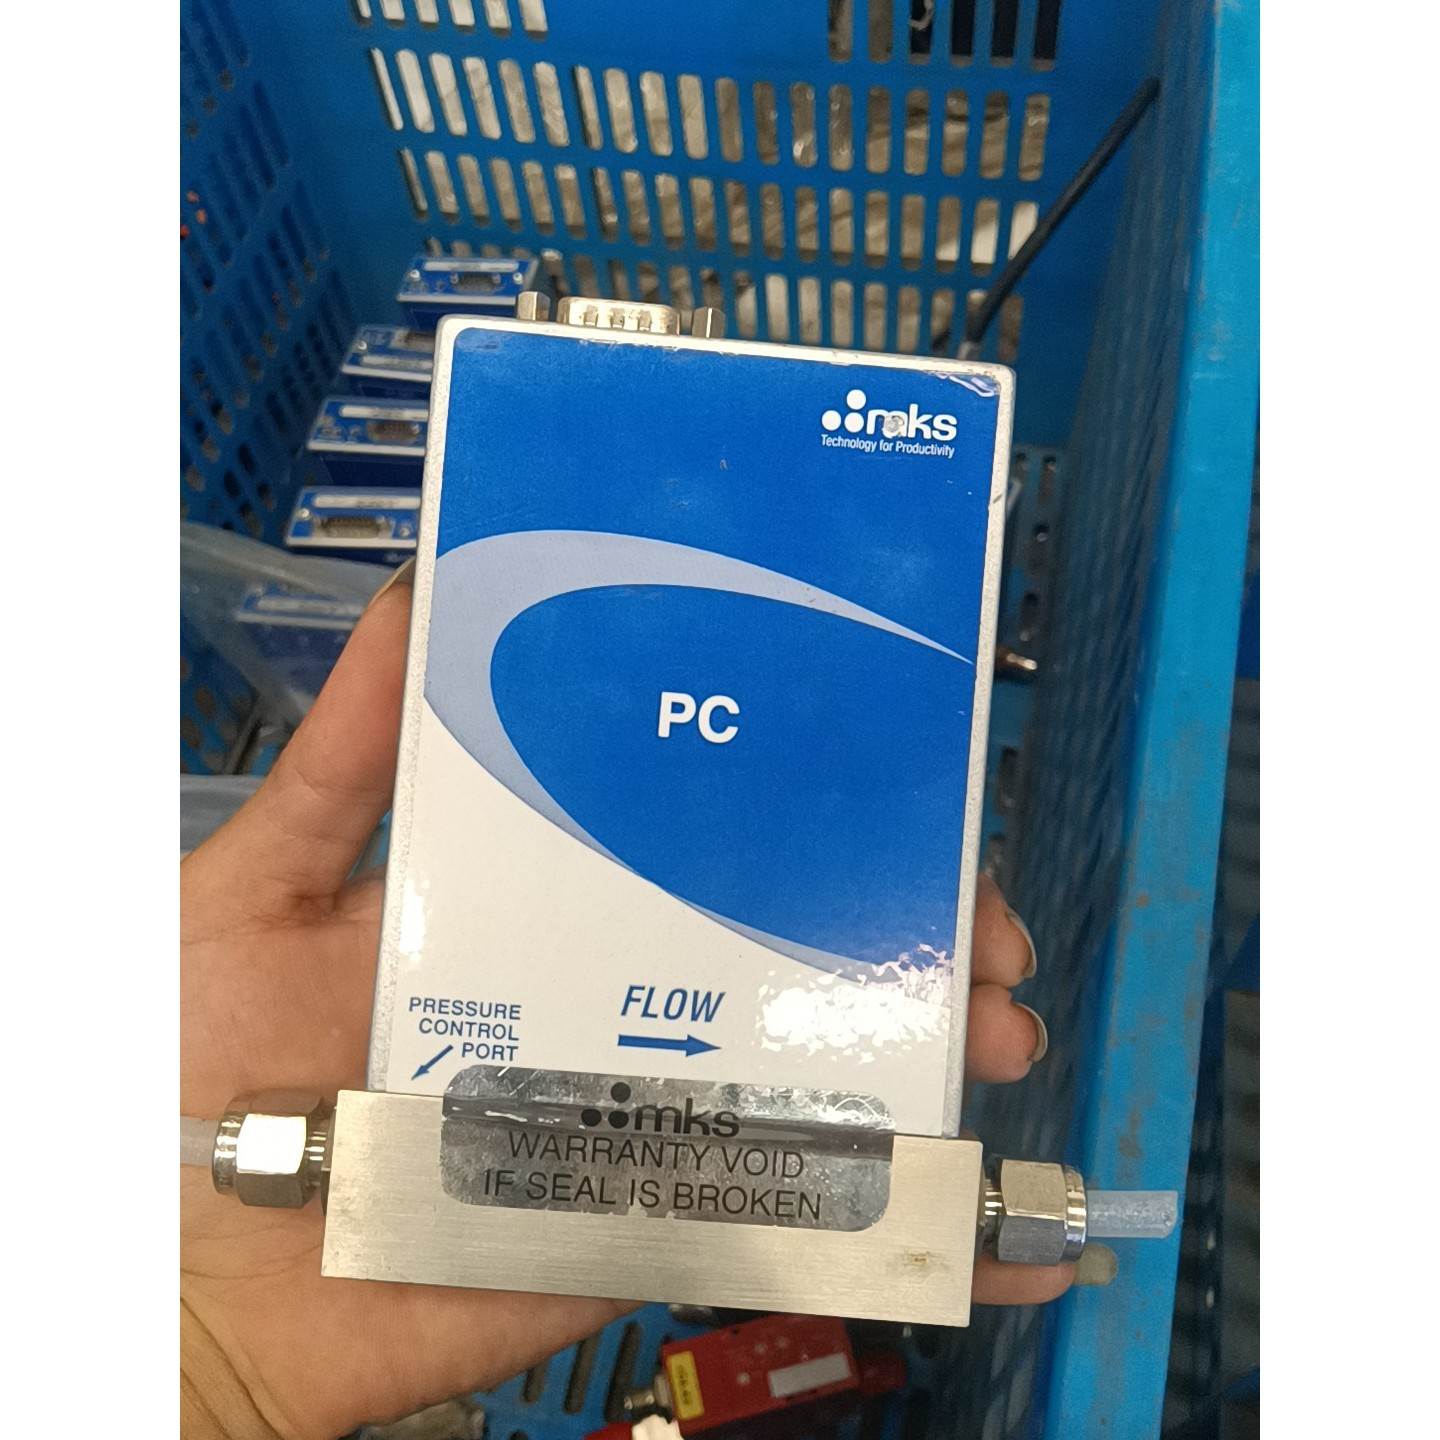 mks
Technology for Productivity
PC
PRESSURE
CONTROL
PORT
FLOW
mks
WARRANTY VOID
IF SEAL IS BROKEN